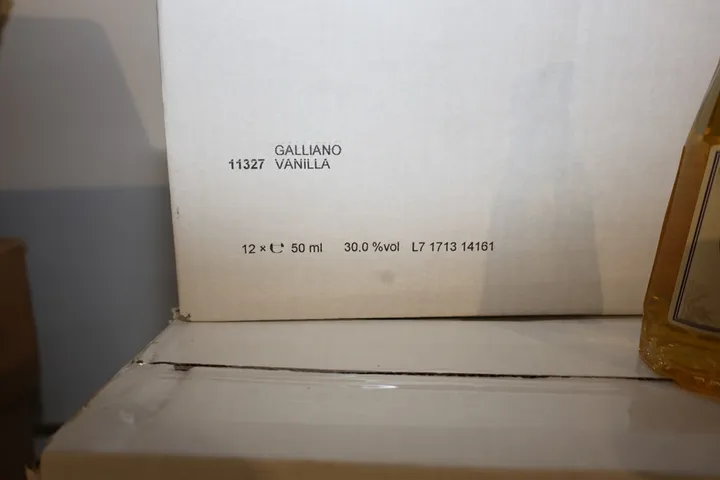 GALLIANO
11327 VANILLA
12 × ℮ 50 ml 30.0 %vol L7 1713 14161